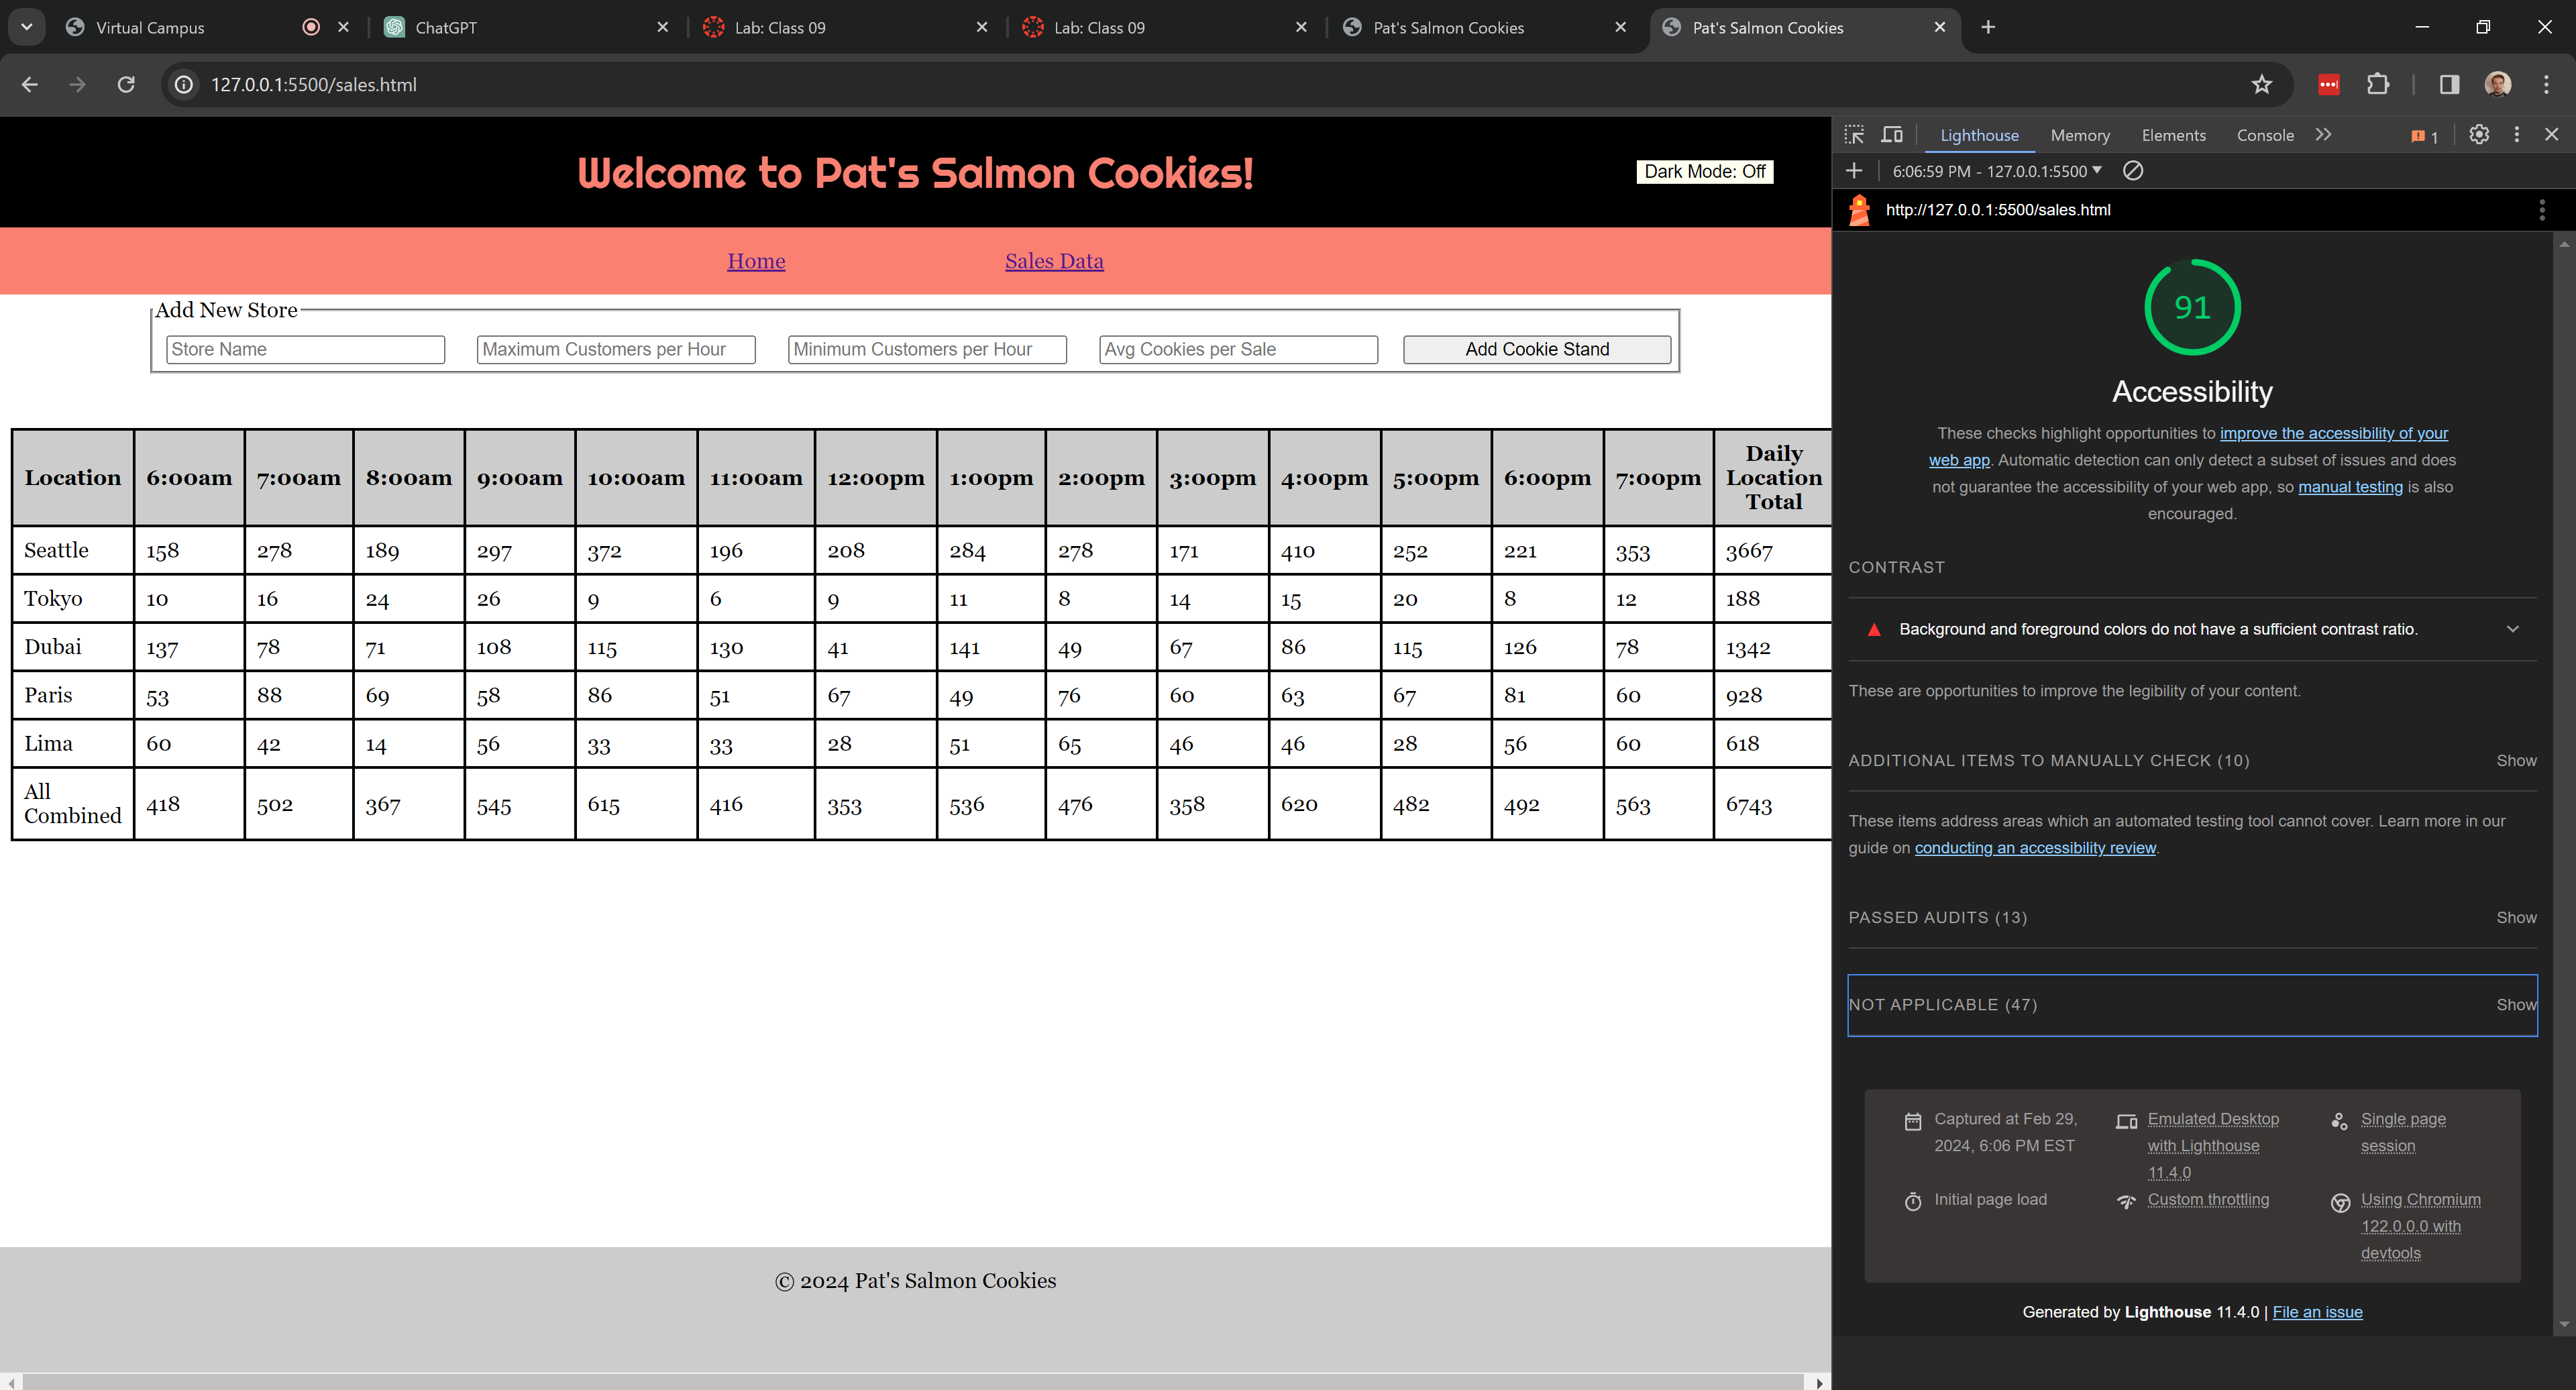 Virtual Campus
ChatGPT
Lab: Class 09
Lab: Class 09
Pat's Salmon Cookies
Pat's Salmon Cookies
127.0.0.1:5500/sales.html
Welcome to Pat's Salmon Cookies!
Dark Mode: Off
Home Sales Data
Add New Store
Store Name Maximum Customers per Hour Minimum Customers per Hour Avg Cookies per Sale Add Cookie Stand
Location 6:00am 7:00am 8:00am 9:00am 10:00am 11:00am 12:00pm 1:00pm 2:00pm 3:00pm 4:00pm 5:00pm 6:00pm 7:00pm Daily Location Total
Seattle 158 278 189 297 372 196 208 284 278 171 410 252 221 353 3667
Tokyo 10 16 24 26 9 6 9 11 8 14 15 20 8 12 188
Dubai 137 78 71 108 115 130 41 141 49 67 86 115 126 78 1342
Paris 53 88 69 58 86 51 67 49 76 60 63 67 81 60 928
Lima 60 42 14 56 33 33 28 51 65 46 46 28 56 60 618
All Combined 418 502 367 545 615 416 353 536 476 358 620 482 492 563 6743
© 2024 Pat's Salmon Cookies
Lighthouse Memory Elements Console 1
6:06:59 PM - 127.0.0.1:5500
http://127.0.0.1:5500/sales.html
91
Accessibility
These checks highlight opportunities to improve the accessibility of your
web app. Automatic detection can only detect a subset of issues and does
not guarantee the accessibility of your web app, so manual testing is also
encouraged.
CONTRAST
Background and foreground colors do not have a sufficient contrast ratio.
These are opportunities to improve the legibility of your content.
ADDITIONAL ITEMS TO MANUALLY CHECK (10) Show
These items address areas which an automated testing tool cannot cover. Learn more in our
guide on conducting an accessibility review.
PASSED AUDITS (13) Show
NOT APPLICABLE (47) Show
Captured at Feb 29,
2024, 6:06 PM EST
Emulated Desktop
with Lighthouse
11.4.0
Single page
session
Initial page load
Custom throttling
Using Chromium
122.0.0.0 with
devtools
Generated by Lighthouse 11.4.0 | File an issue